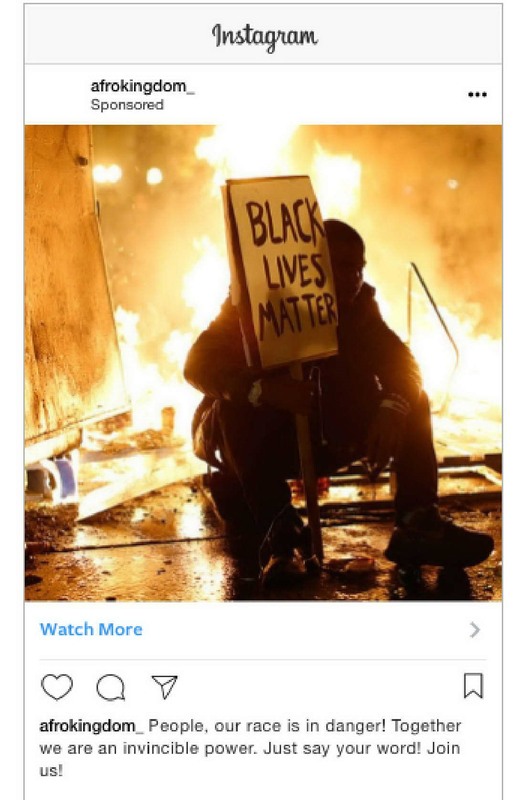 Instagram
afrokingdom_
Sponsored
BLACK
LIVES
MATTER
Watch More
afrokingdom_ People, our race is in danger! Together
we are an invincible power. Just say your word! Join
us!